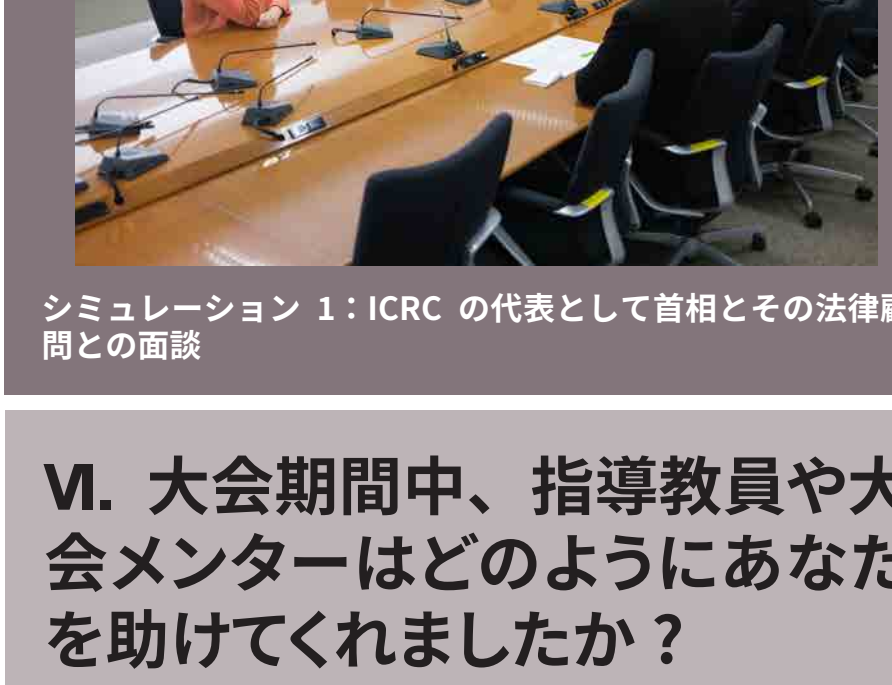 シミュレーション 1：ICRC の代表として首相とその法律顧
問との面談
VI. 大会期間中、指導教員や大
会メンターはどのようにあなた
を助けてくれましたか？